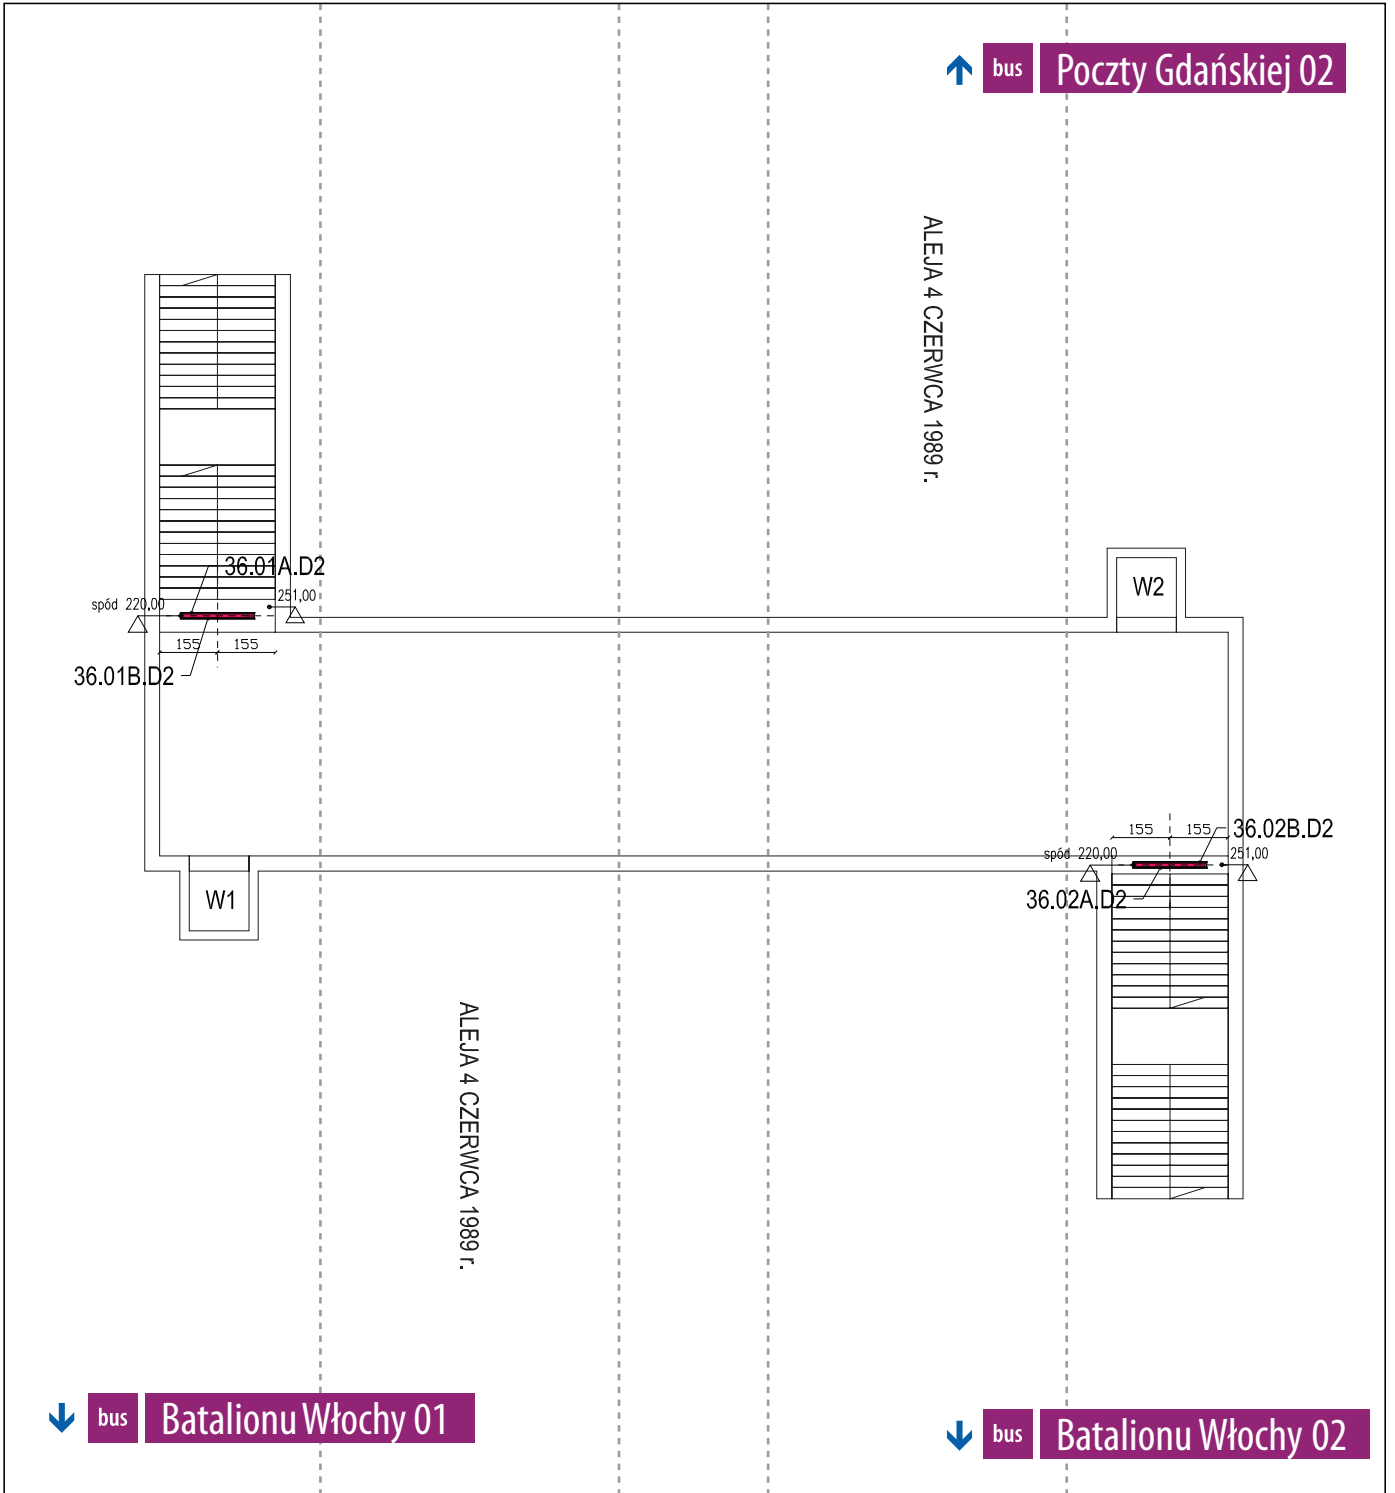 bus Poczty Gdańskiej 02
ALEJA 4 CZERWCA 1989 r.
36.01A.D2
spód 220,00
251,00
155 155
36.01B.D2
W2
155 155
36.02B.D2
spód 220,00
251,00
36.02A.D2
W1
ALEJA 4 CZERWCA 1989 r.
bus Batalionu Włochy 01
bus Batalionu Włochy 02